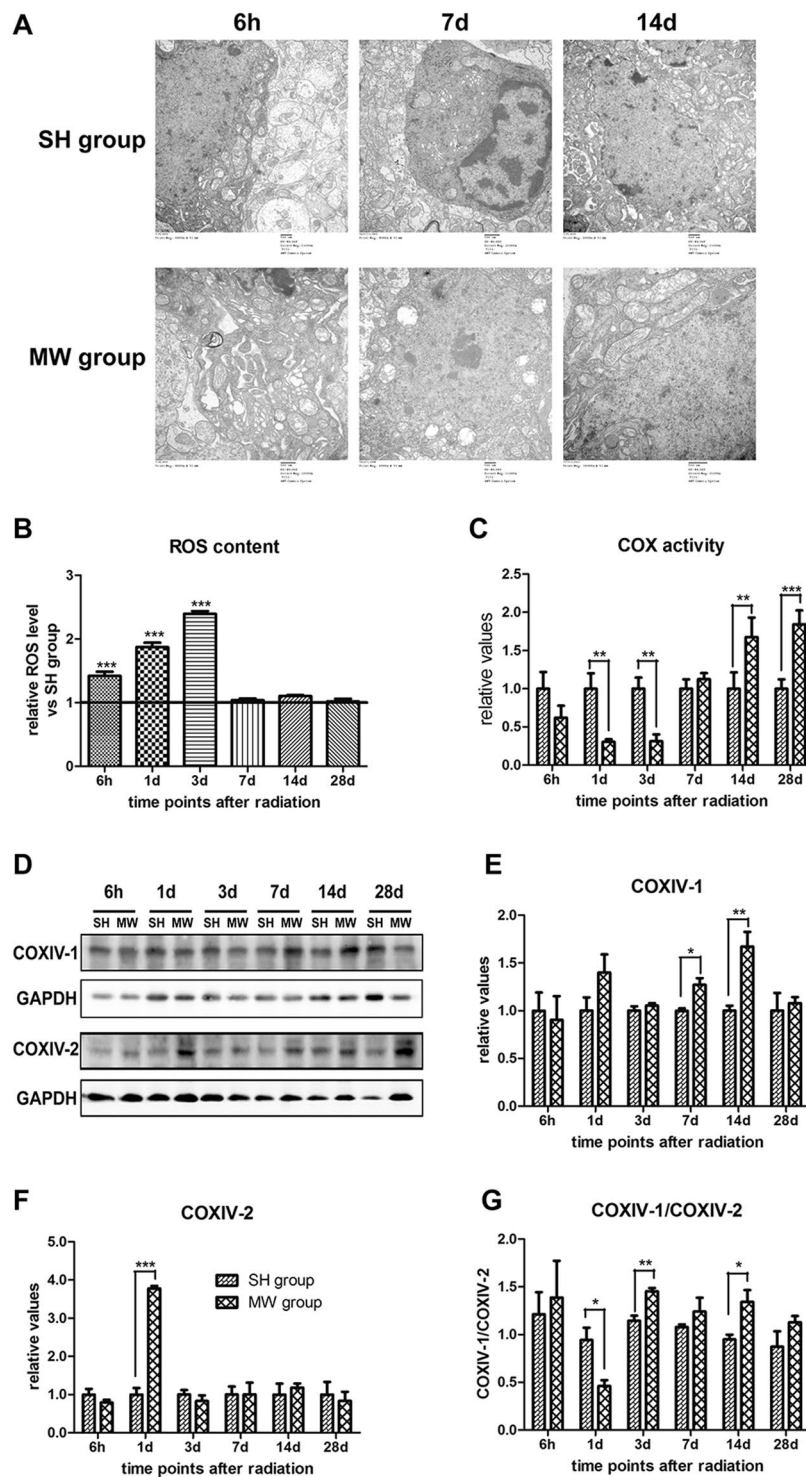 A
6h 7d 14d
SH group
MW group
B
ROS content
relative ROS level
vs SH group
3
2
1
0
***
***
***
6h 1d 3d 7d 14d 28d
time points after radiation
C
COX activity
relative values
2.5
2.0
1.5
1.0
0.5
0.0
**
**
**
***
6h 1d 3d 7d 14d 28d
time points after radiation
D
6h 1d 3d 7d 14d 28d
SH MW SH MW SH MW SH MW SH MW SH MW
COXIV-1
GAPDH
COXIV-2
GAPDH
E
COXIV-1
relative values
2.0
1.5
1.0
0.5
0.0
*
**
6h 1d 3d 7d 14d 28d
time points after radiation
F
COXIV-2
relative values
5.0
4.0
3.0
2.0
1.0
0.0
***
SH group
MW group
6h 1d 3d 7d 14d 28d
time points after radiation
G
COXIV-1/COXIV-2
COXIV-1/COXIV-2
2.0
1.5
1.0
0.5
0.0
*
**
*
6h 1d 3d 7d 14d 28d
time points after radiation